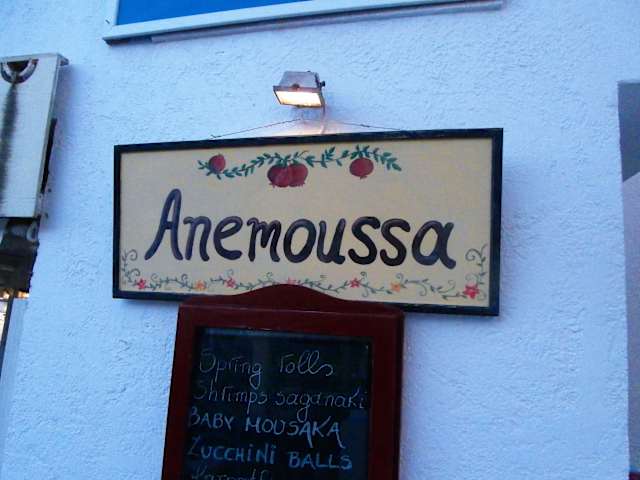 Anemoussa
Spring rolls
Shrimps saganaki
BABY MOUSAKA
ZUCCHINI BALLS